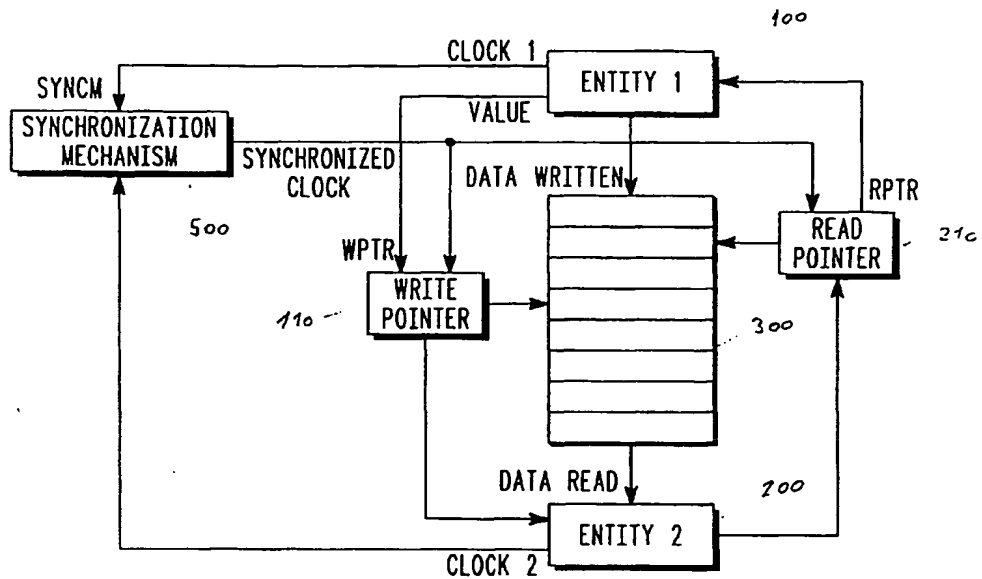 100
CLOCK 1
ENTITY 1
SYNCM
VALUE
SYNCHRONIZATION
MECHANISM
SYNCHRONIZED
CLOCK
DATA WRITTEN
RPTR
500
READ
POINTER
210
WPTR
WRITE
POINTER
110
300
DATA READ
200
ENTITY 2
CLOCK 2